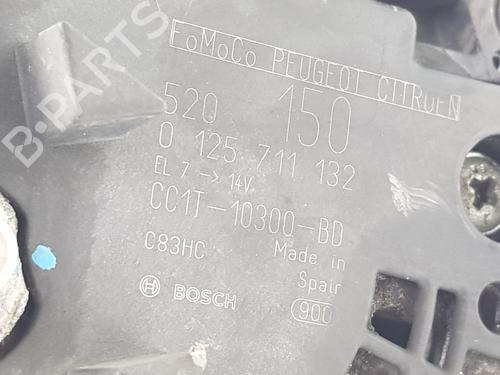 B-PARTS
FoMoCo PEUGEOT CITROEN
520 150
0 125 711 132
EL 7 -> 14V
CC1T-10300-BD
C83HC Made in
Spain
BOSCH 900